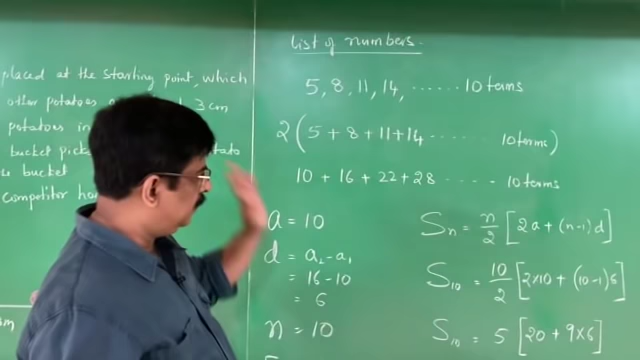 placed at the starting point, which
other potatoes
3 cm
potatoes in
bucket pick
bucket
competitor
List of numbers.
5, 8, 11, 14, ...... 10 terms
2(5 + 8 + 11 + 14 ...... 10 terms)
10 + 16 + 22 + 28 ..... 10 terms
a = 10
d = a₂ - a₁
= 16 - 10
= 6
n = 10
Sₙ = n/2 [2a + (n-1)d]
S₁₀ = 10/2 [2×10 + (10-1)6]
S₁₀ = 5 [20 + 9×6]